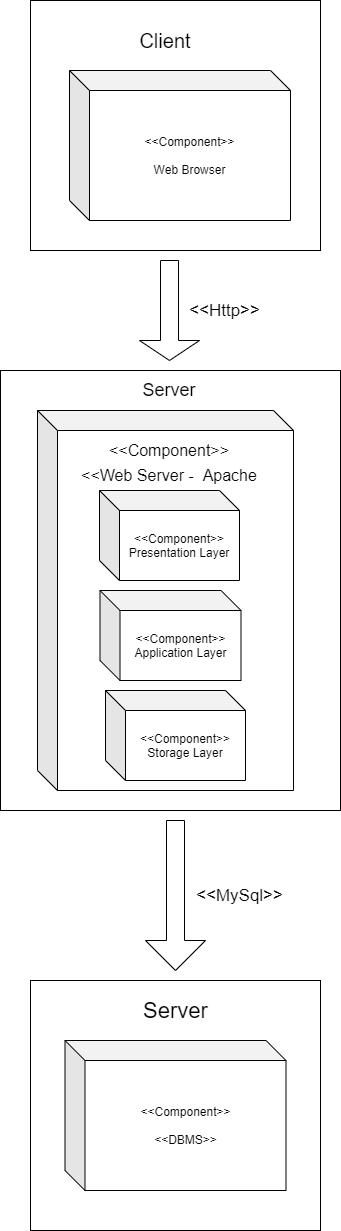 Client
<<Component>>
Web Browser
<<Http>>
Server
<<Component>>
<<Web Server - Apache
<<Component>>
Presentation Layer
<<Component>>
Application Layer
<<Component>>
Storage Layer
<<MySql>>
Server
<<Component>>
<<DBMS>>